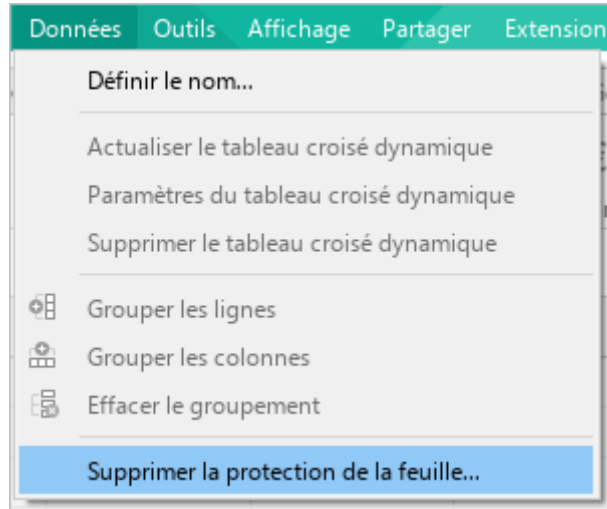 Données Outils Affichage Partager Extension
Définir le nom...
Actualiser le tableau croisé dynamique
Paramètres du tableau croisé dynamique
Supprimer le tableau croisé dynamique
Grouper les lignes
Grouper les colonnes
Effacer le groupement
Supprimer la protection de la feuille...